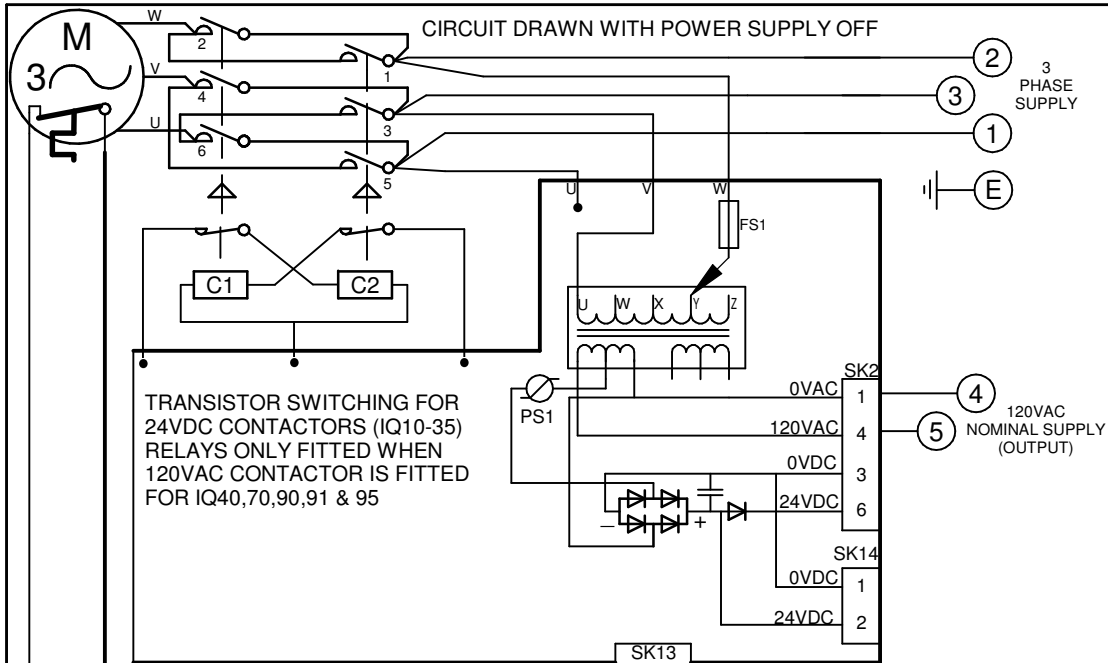 CIRCUIT DRAWN WITH POWER SUPPLY OFF
M
3
W
V
U
2
4
6
1
3
5
2
3
1
E
3
PHASE
SUPPLY
U
V
W
FS1
C1
C2
U
W
X
Y
Z
PS1
TRANSISTOR SWITCHING FOR
24VDC CONTACTORS (IQ10-35)
RELAYS ONLY FITTED WHEN
120VAC CONTACTOR IS FITTED
FOR IQ40,70,90,91 & 95
SK2
0VAC 1
120VAC 4
0VDC 3
24VDC 6
4
5
120VAC
NOMINAL SUPPLY
(OUTPUT)
− +
SK14
0VDC 1
24VDC 2
SK13